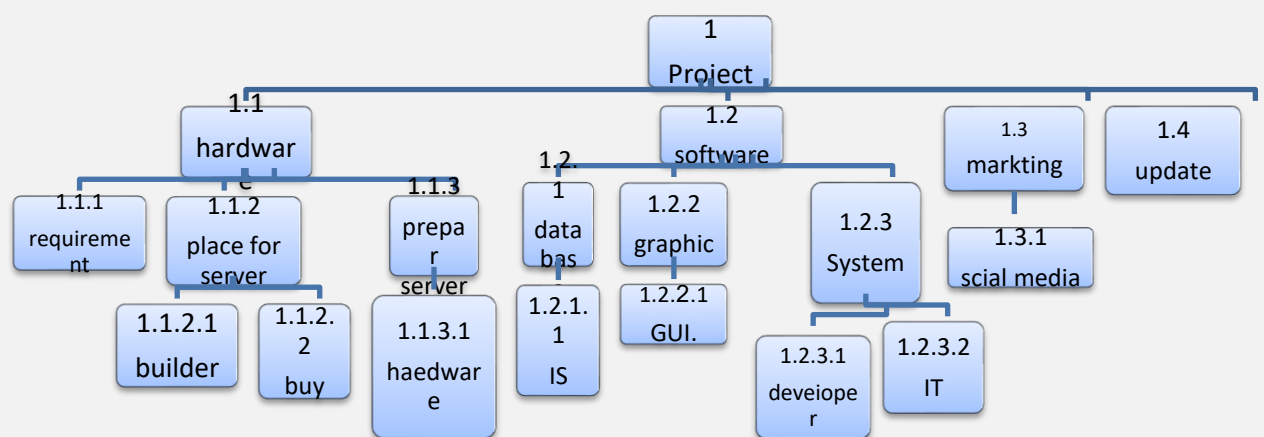 1
Project
1.1
hardwar
e
1.2
software
1.3
markting
1.4
update
1.1.1
requireme
nt
1.1.2
place for
server
1.1.3
prepar
r
server
1.2.
1
data
bas
1.2.2
graphic
1.2.3
System
1.3.1
scial media
1.1.2.1
builder
1.1.2.
2
buy
1.1.3.1
haedwar
e
1.2.1.
1
IS
1.2.2.1
GUI.
1.2.3.1
deveiope
r
1.2.3.2
IT